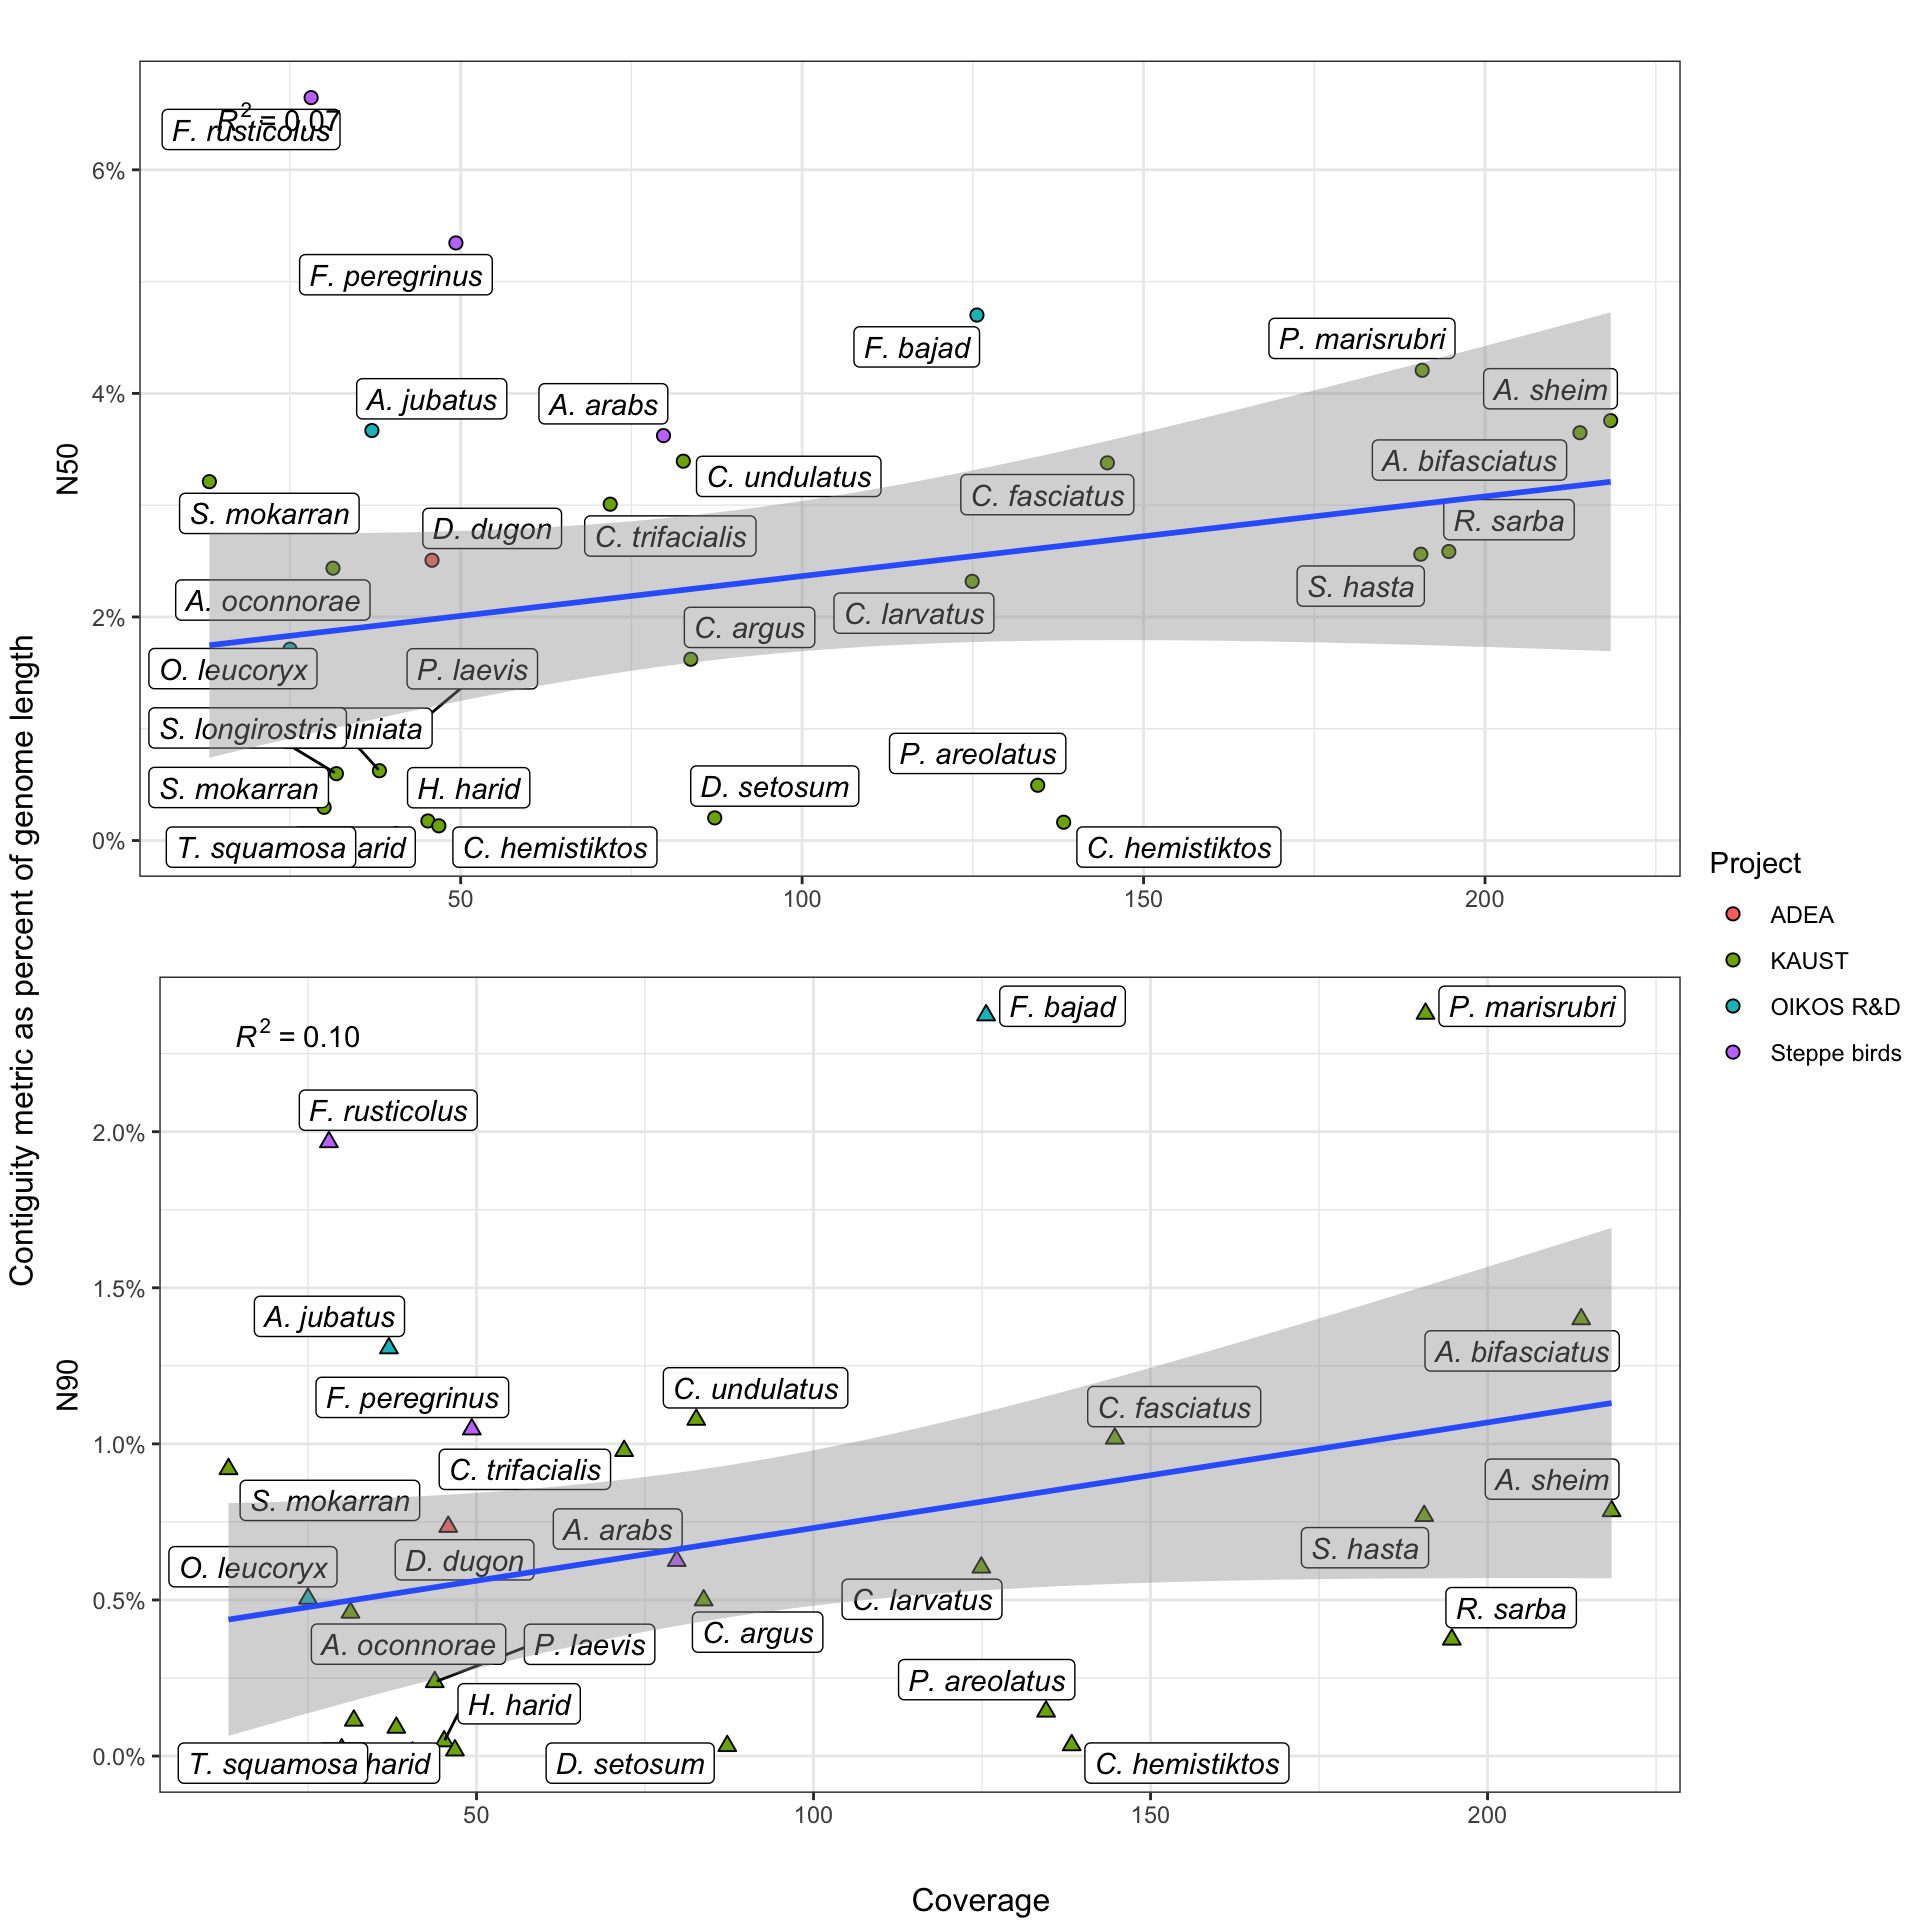 R² = 0.07
F. rusticolus
6%
F. peregrinus
F. bajad
P. marisrubri
4%
A. jubatus
A. arabs
A. sheim
N50
C. undulatus
A. bifasciatus
C. fasciatus
S. mokarran
D. dugon
C. trifacialis
R. sarba
A. oconnorae
S. hasta
2%
C. argus
C. larvatus
O. leucoryx
P. laevis
S. longirostris
iniata
P. areolatus
S. mokarran
H. harid
D. setosum
0%
T. squamosa
arid
C. hemistiktos
C. hemistiktos
50
100
150
200
Contiguity metric as percent of genome length
Project
ADEA
KAUST
OIKOS R&D
Steppe birds
F. bajad
P. marisrubri
R² = 0.10
F. rusticolus
2.0%
1.5%
A. jubatus
A. bifasciatus
N90
F. peregrinus
C. undulatus
C. fasciatus
1.0%
C. trifacialis
A. sheim
S. mokarran
A. arabs
S. hasta
O. leucoryx
D. dugon
0.5%
C. larvatus
R. sarba
C. argus
A. oconnorae
P. laevis
P. areolatus
H. harid
0.0%
T. squamosa
harid
D. setosum
C. hemistiktos
50
100
150
200
Coverage